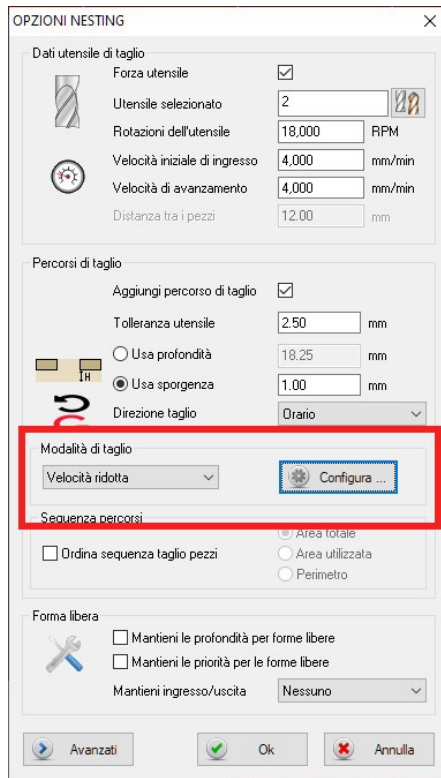 OPZIONI NESTING
Dati utensile di taglio
Forza utensile
Utensile selezionato 2
Rotazioni dell'utensile 18,000 RPM
Velocità iniziale di ingresso 4,000 mm/min
Velocità di avanzamento 4,000 mm/min
Distanza tra i pezzi 12.00 mm
Percorsi di taglio
Aggiungi percorso di taglio
Tolleranza utensile 2.50 mm
Usa profondità 18.25 mm
H
Usa sporgenza 1.00 mm
Direzione taglio Orario
Modalità di taglio
Velocità ridotta Configura ...
Sequenza percorsi
Area totale
Ordina sequenza taglio pezzi Area utilizzata
Perimetro
Forma libera
Mantieni le profondità per forme libere
Mantieni le priorità per le forme libere
Mantieni ingresso/uscita Nessuno
Avanzati Ok Annulla